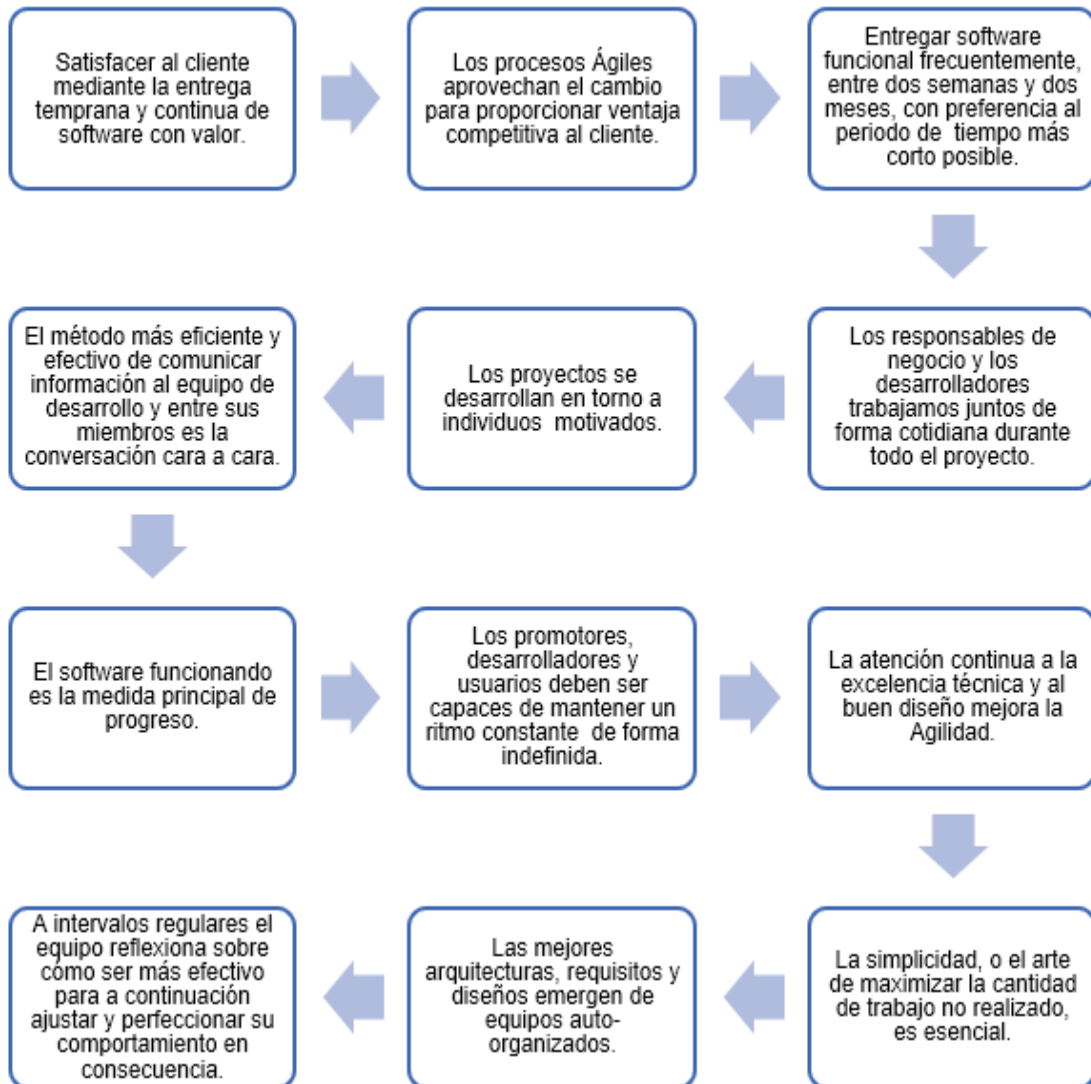 Satisfacer al cliente
mediante la entrega
temprana y continua de
software con valor.
Los procesos Ágiles
aprovechan el cambio
para proporcionar ventaja
competitiva al cliente.
Entregar software
funcional frecuentemente,
entre dos semanas y dos
meses, con preferencia al
periodo de tiempo más
corto posible.
Los responsables de
negocio y los
desarrolladores
trabajamos juntos de
forma cotidiana durante
todo el proyecto.
Los proyectos se
desarrollan en torno a
individuos motivados.
El método más eficiente y
efectivo de comunicar
información al equipo de
desarrollo y entre sus
miembros es la
conversación cara a cara.
El software funcionando
es la medida principal de
progreso.
Los promotores,
desarrolladores y
usuarios deben ser
capaces de mantener un
ritmo constante de forma
indefinida.
La atención continua a la
excelencia técnica y al
buen diseño mejora la
Agilidad.
La simplicidad, o el arte
de maximizar la cantidad
de trabajo no realizado,
es esencial.
Las mejores
arquitecturas, requisitos y
diseños emergen de
equipos auto-
organizados.
A intervalos regulares el
equipo reflexiona sobre
cómo ser más efectivo
para a continuación
ajustar y perfeccionar su
comportamiento en
consecuencia.